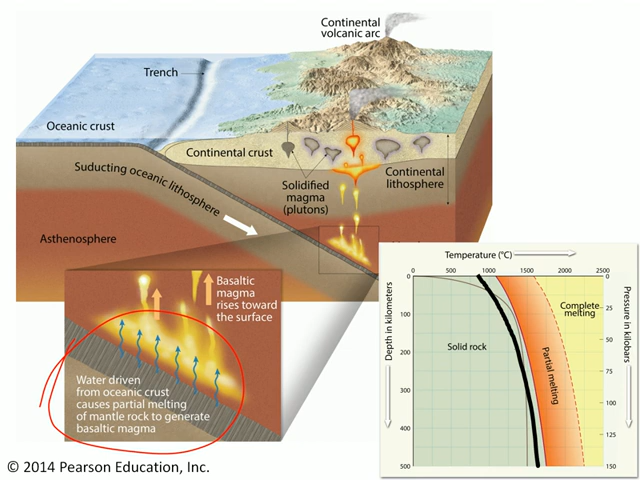 Continental
volcanic arc
Trench
Oceanic crust
Continental crust
Suducting oceanic lithosphere
Solidified
magma
(plutons)
Continental
lithosphere
Asthenosphere
Basaltic
magma
rises toward
the surface
Water driven
from oceanic crust
causes partial melting
of mantle rock to generate
basaltic magma
Temperature (°C)
0 500 1000 1500 2000 2500
Depth in kilometers
100
200
300
400
500
Solid rock
Partial melting
Complete
melting
Pressure in kilobars
0
25
50
75
100
125
150
© 2014 Pearson Education, Inc.